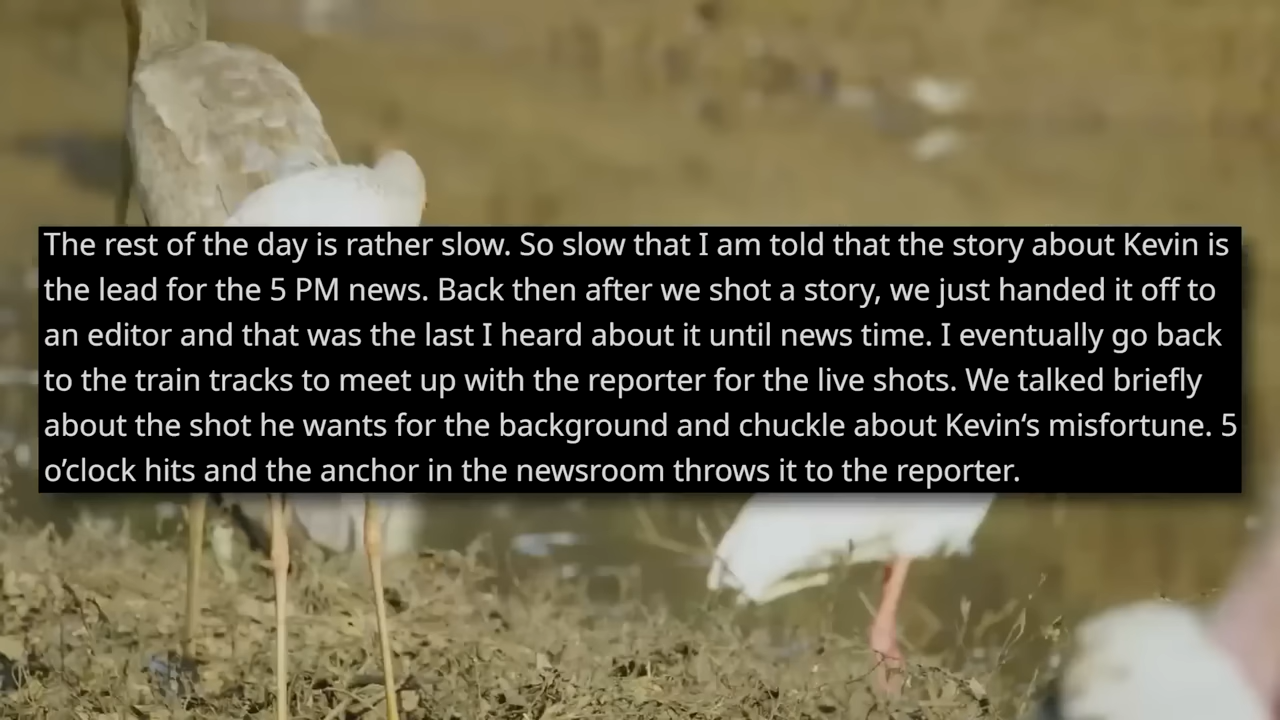 The rest of the day is rather slow. So slow that I am told that the story about Kevin is
the lead for the 5 PM news. Back then after we shot a story, we just handed it off to
an editor and that was the last I heard about it until news time. I eventually go back
to the train tracks to meet up with the reporter for the live shots. We talked briefly
about the shot he wants for the background and chuckle about Kevin‘s misfortune. 5
o’clock hits and the anchor in the newsroom throws it to the reporter.